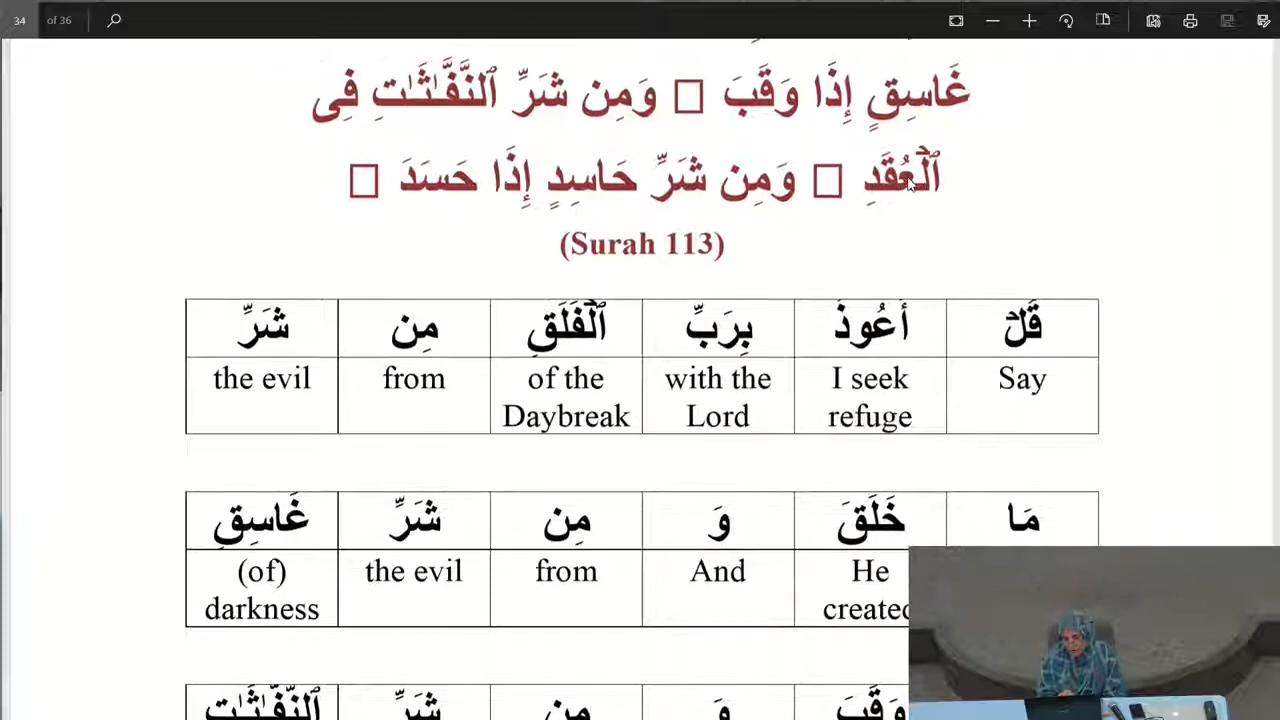 34 of 36
غَاسِقٍ إِذَا وَقَبَ □ وَمِن شَرِّ ٱلنَّفَّـٰثَـٰتِ فِى
ٱلْعُقَدِ □ وَمِن شَرِّ حَاسِدٍ إِذَا حَسَدَ □
(Surah 113)
قُلْ أَعُوذُ بِرَبِّ ٱلْفَلَقِ مِن شَرِّ
Say I seek with the of the from the evil
refuge Lord Daybreak
مَا خَلَقَ وَ مِن شَرِّ غَاسِقٍ
He And from the evil (of)
created darkness
وَقَبَ وَ مِن شَرِّ ٱلنَّفَّـٰثَـٰتِ